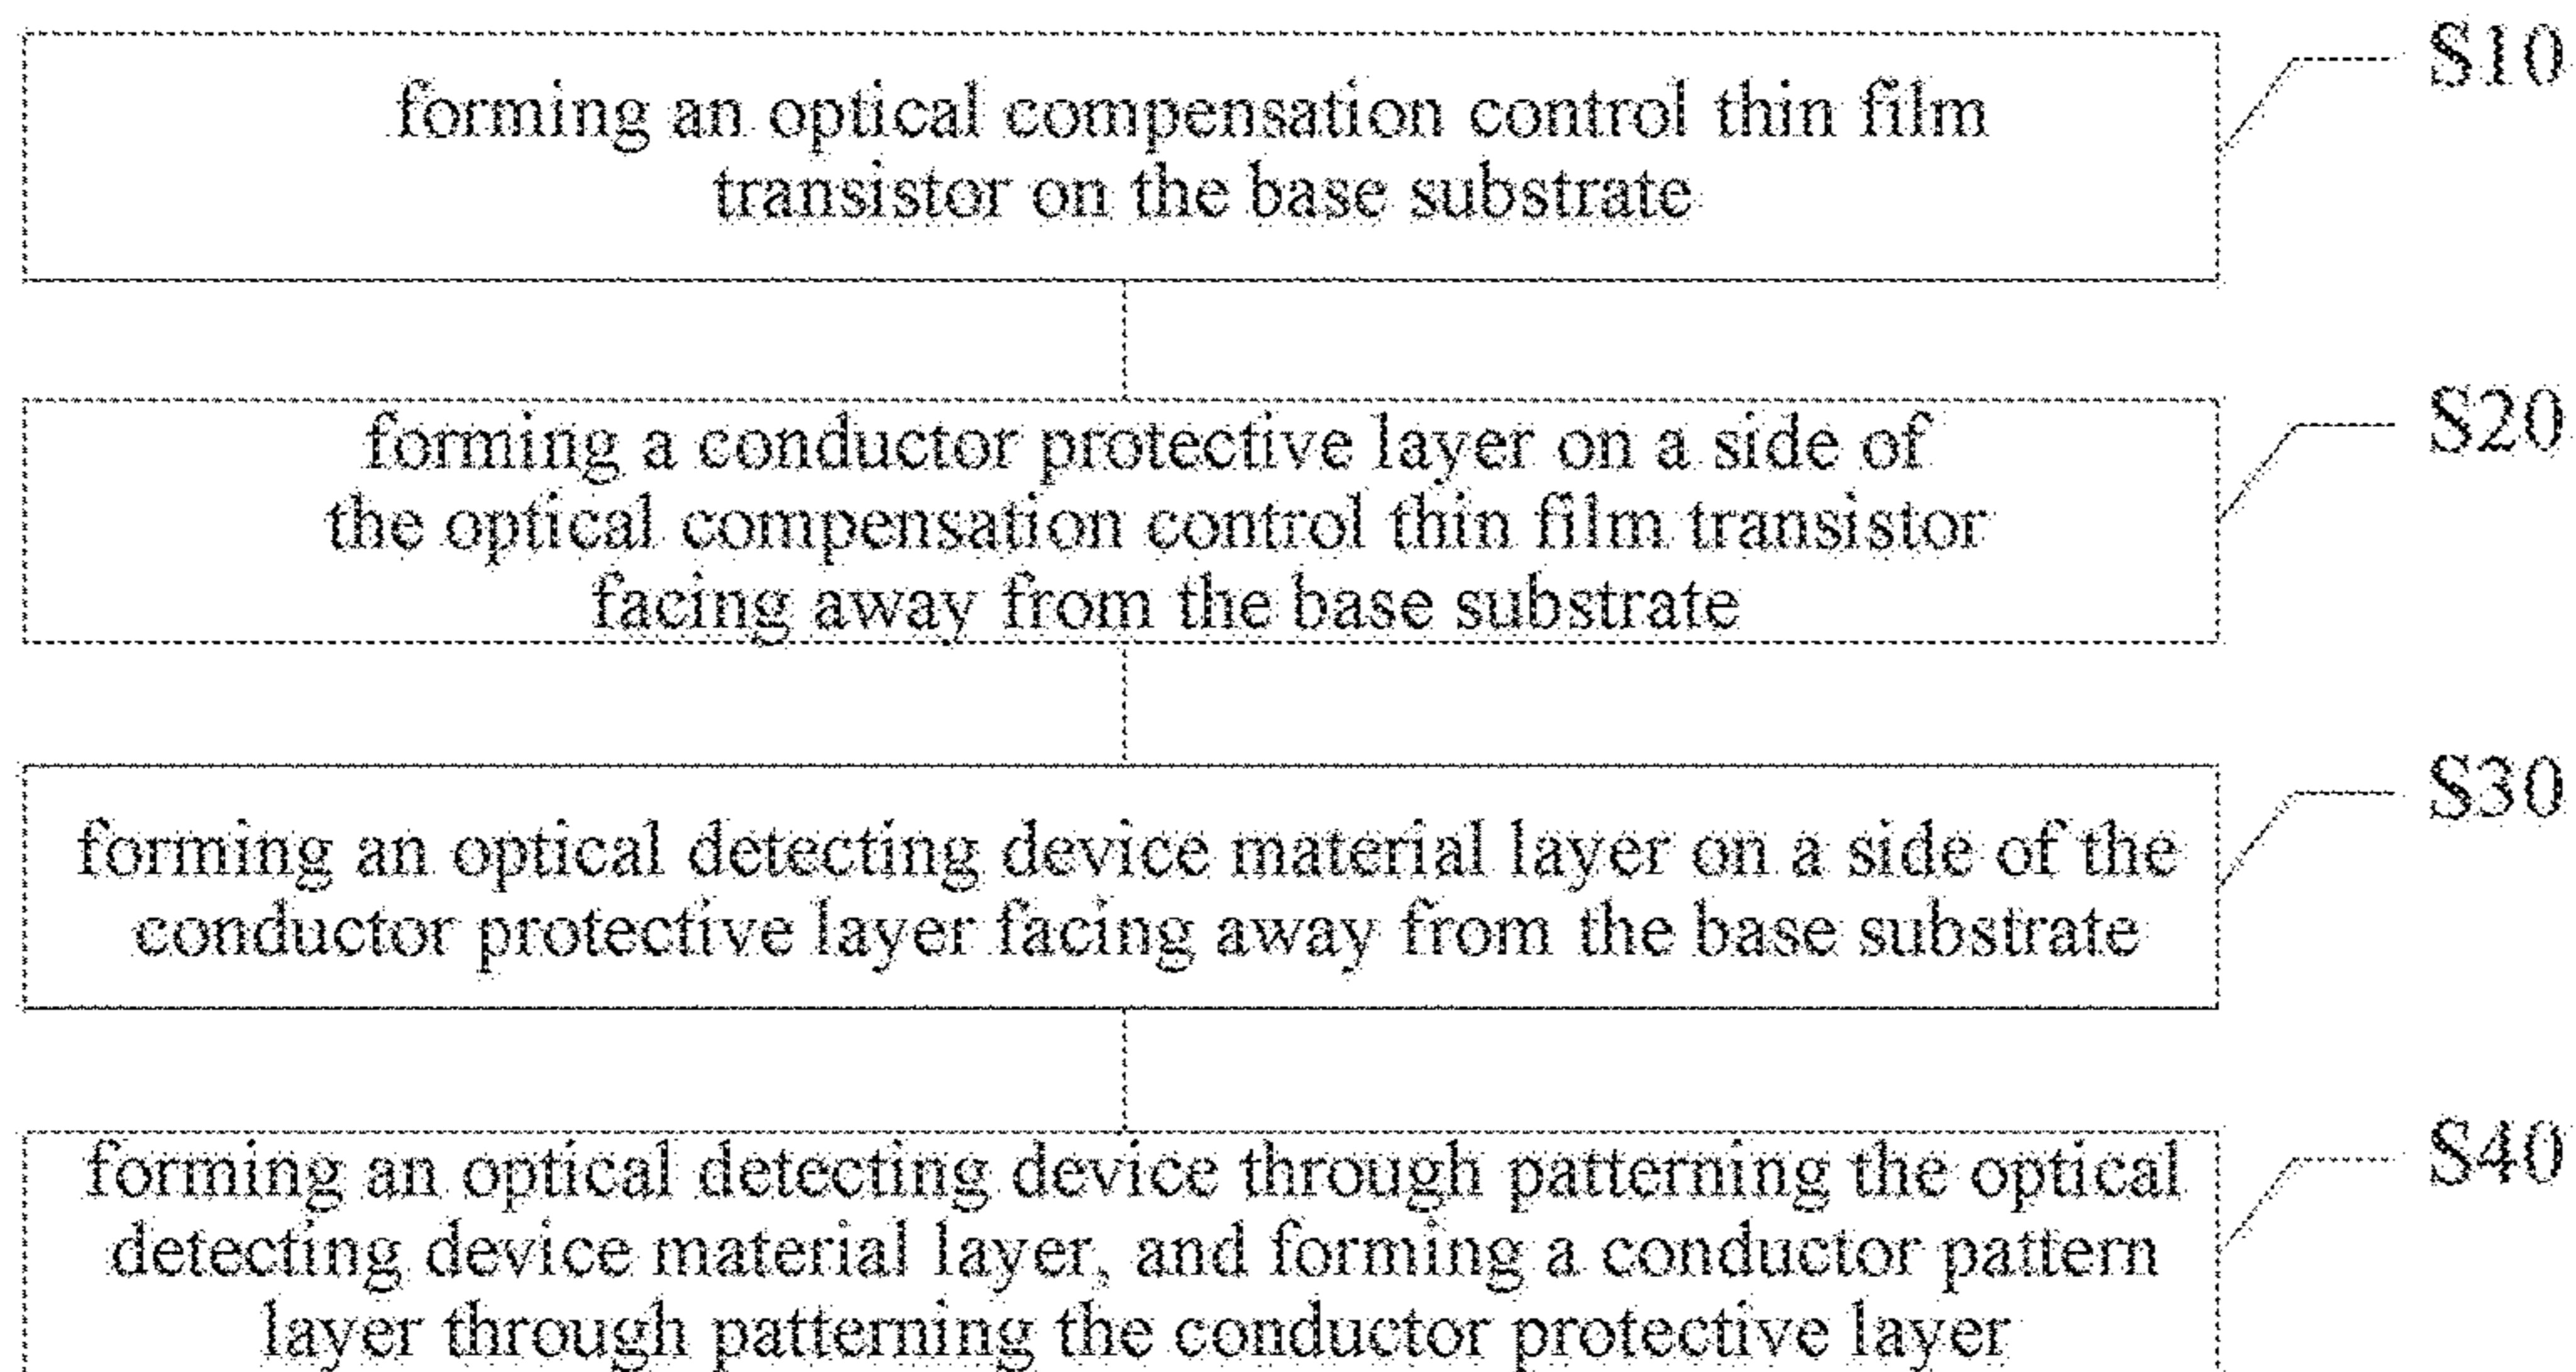 forming an optical compensation control thin film
transistor on the base substrate
S10
forming a conductor protective layer on a side of
the optical compensation control thin film transistor
facing away from the base substrate
S20
forming an optical detecting device material layer on a side of the
conductor protective layer facing away from the base substrate
S30
forming an optical detecting device through patterning the optical
detecting device material layer, and forming a conductor pattern
layer through patterning the conductor protective layer
S40